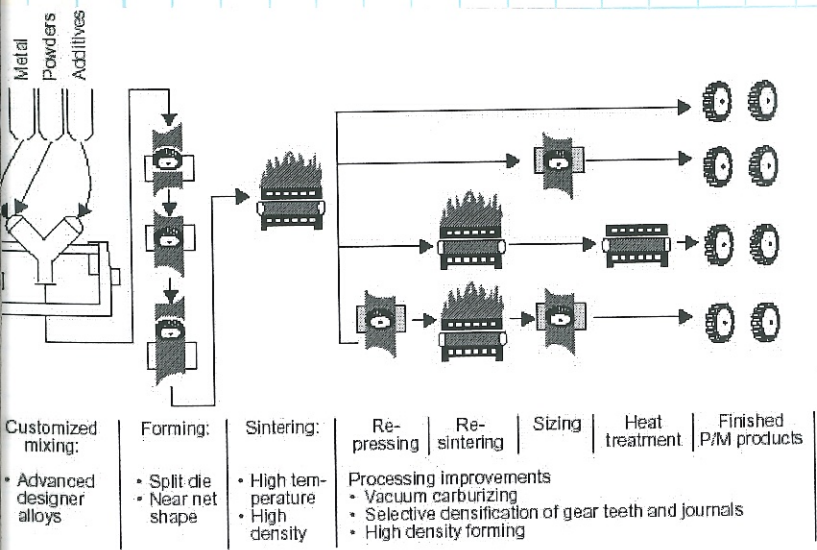 Metal
Powders
Additives
Customized
mixing:
• Advanced
designer
alloys
Forming:
• Split die
• Near net
shape
Sintering:
• High tem-
perature
• High
density
Re-
pressing
Re-
sintering
Sizing
Heat
treatment
Finished
P/M products
Processing improvements
• Vacuum carburizing
• Selective densification of gear teeth and journals
• High density forming